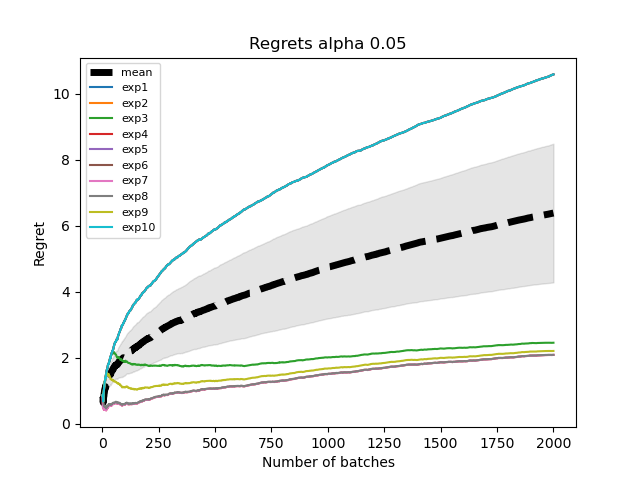 Regrets alpha 0.05
Regret
10
8
6
4
2
0
mean
exp1
exp2
exp3
exp4
exp5
exp6
exp7
exp8
exp9
exp10
0 250 500 750 1000 1250 1500 1750 2000
Number of batches